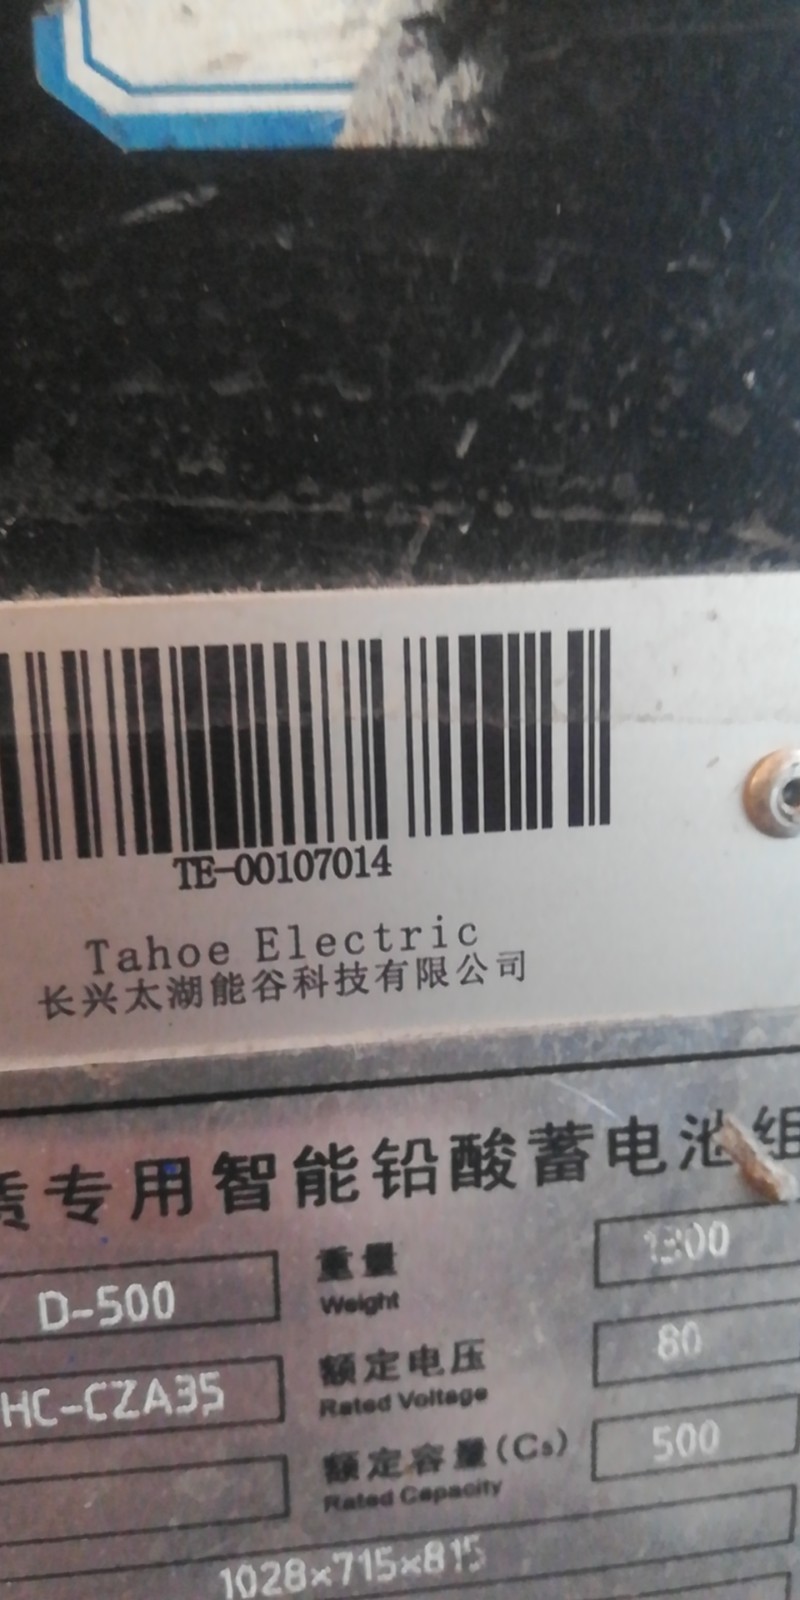 TE-00107014
Tahoe Electric
长兴太湖能谷科技有限公司
赁专用智能铅酸蓄电池组
D-500
重量
Weight
1300
HC-CZA35
额定电压
Rated Voltage
80
额定容量(C₅)
Rated Capacity
500
1028×715×815